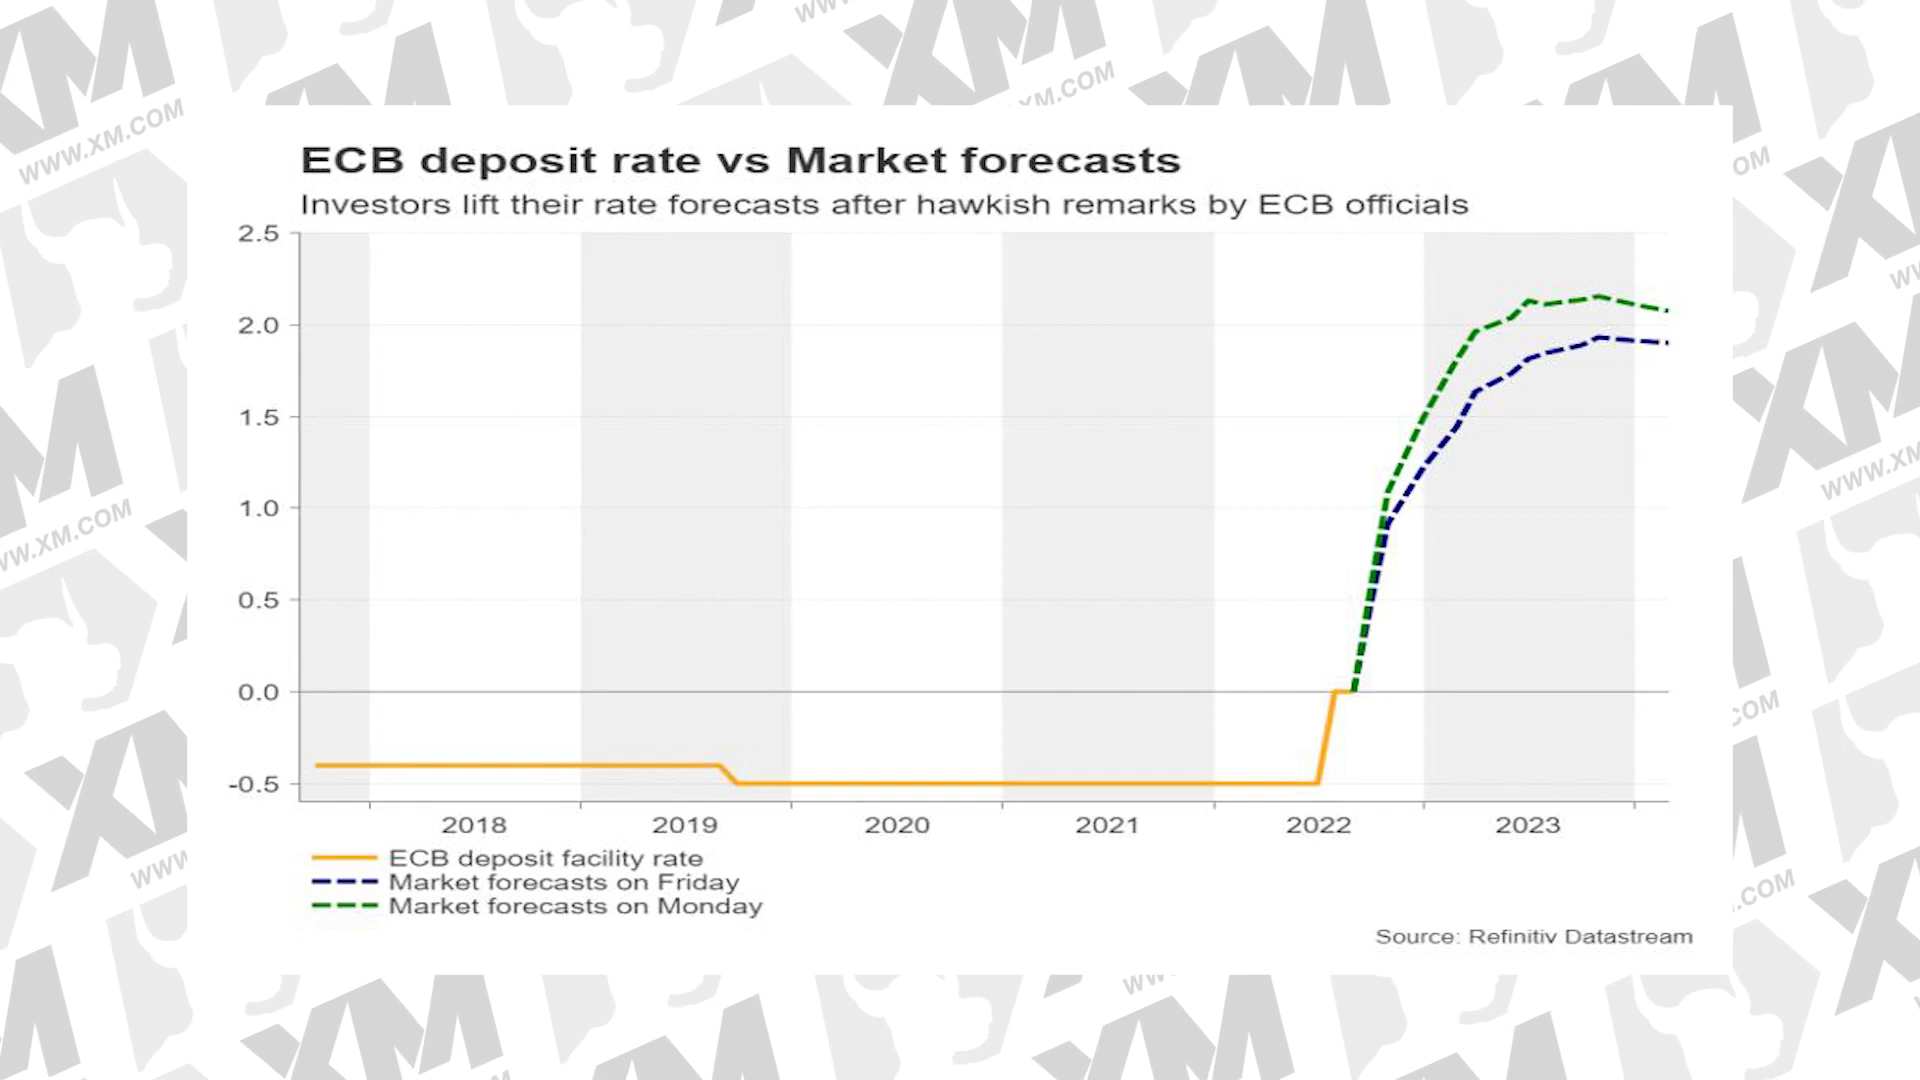 ECB deposit rate vs Market forecasts
Investors lift their rate forecasts after hawkish remarks by ECB officials
2.5
2.0
1.5
1.0
0.5
0.0
-0.5
2018 2019 2020 2021 2022 2023
ECB deposit facility rate
Market forecasts on Friday
Market forecasts on Monday
Source: Refinitiv Datastream
XM
WWW.XM.COM